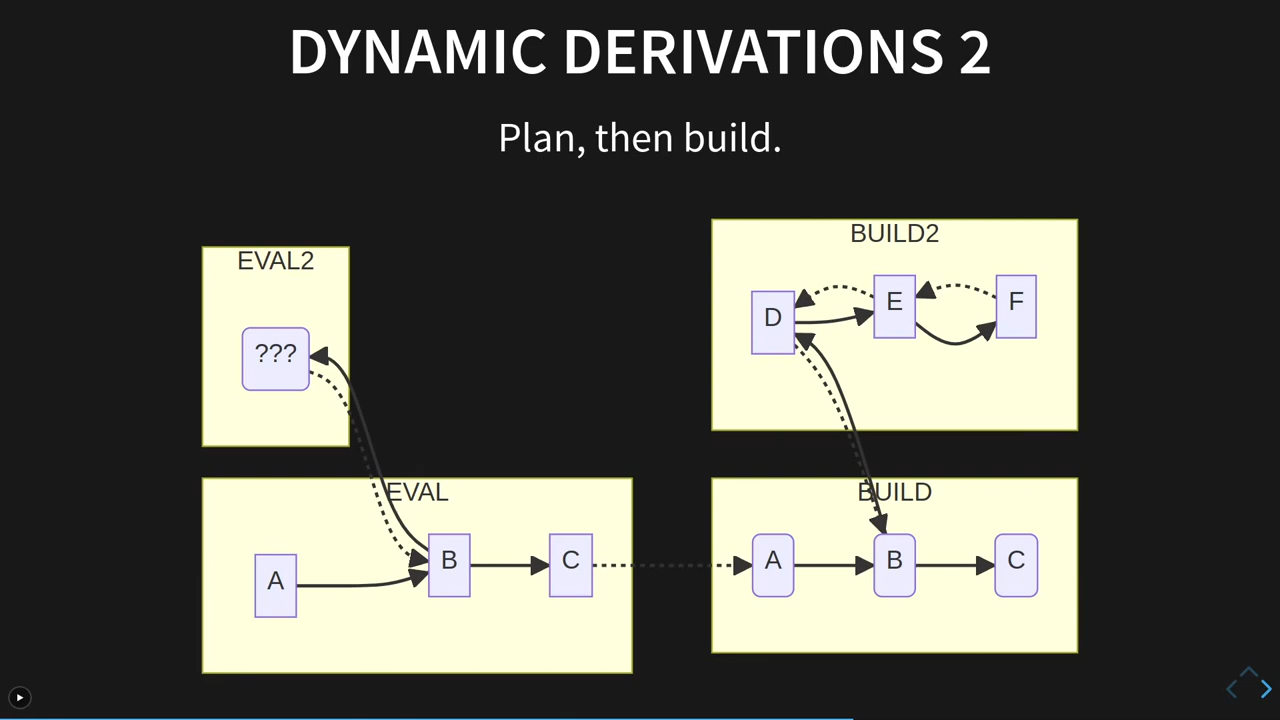 DYNAMIC DERIVATIONS 2
Plan, then build.
EVAL2
???
BUILD2
D
E
F
EVAL
A
B
C
BUILD
A
B
C